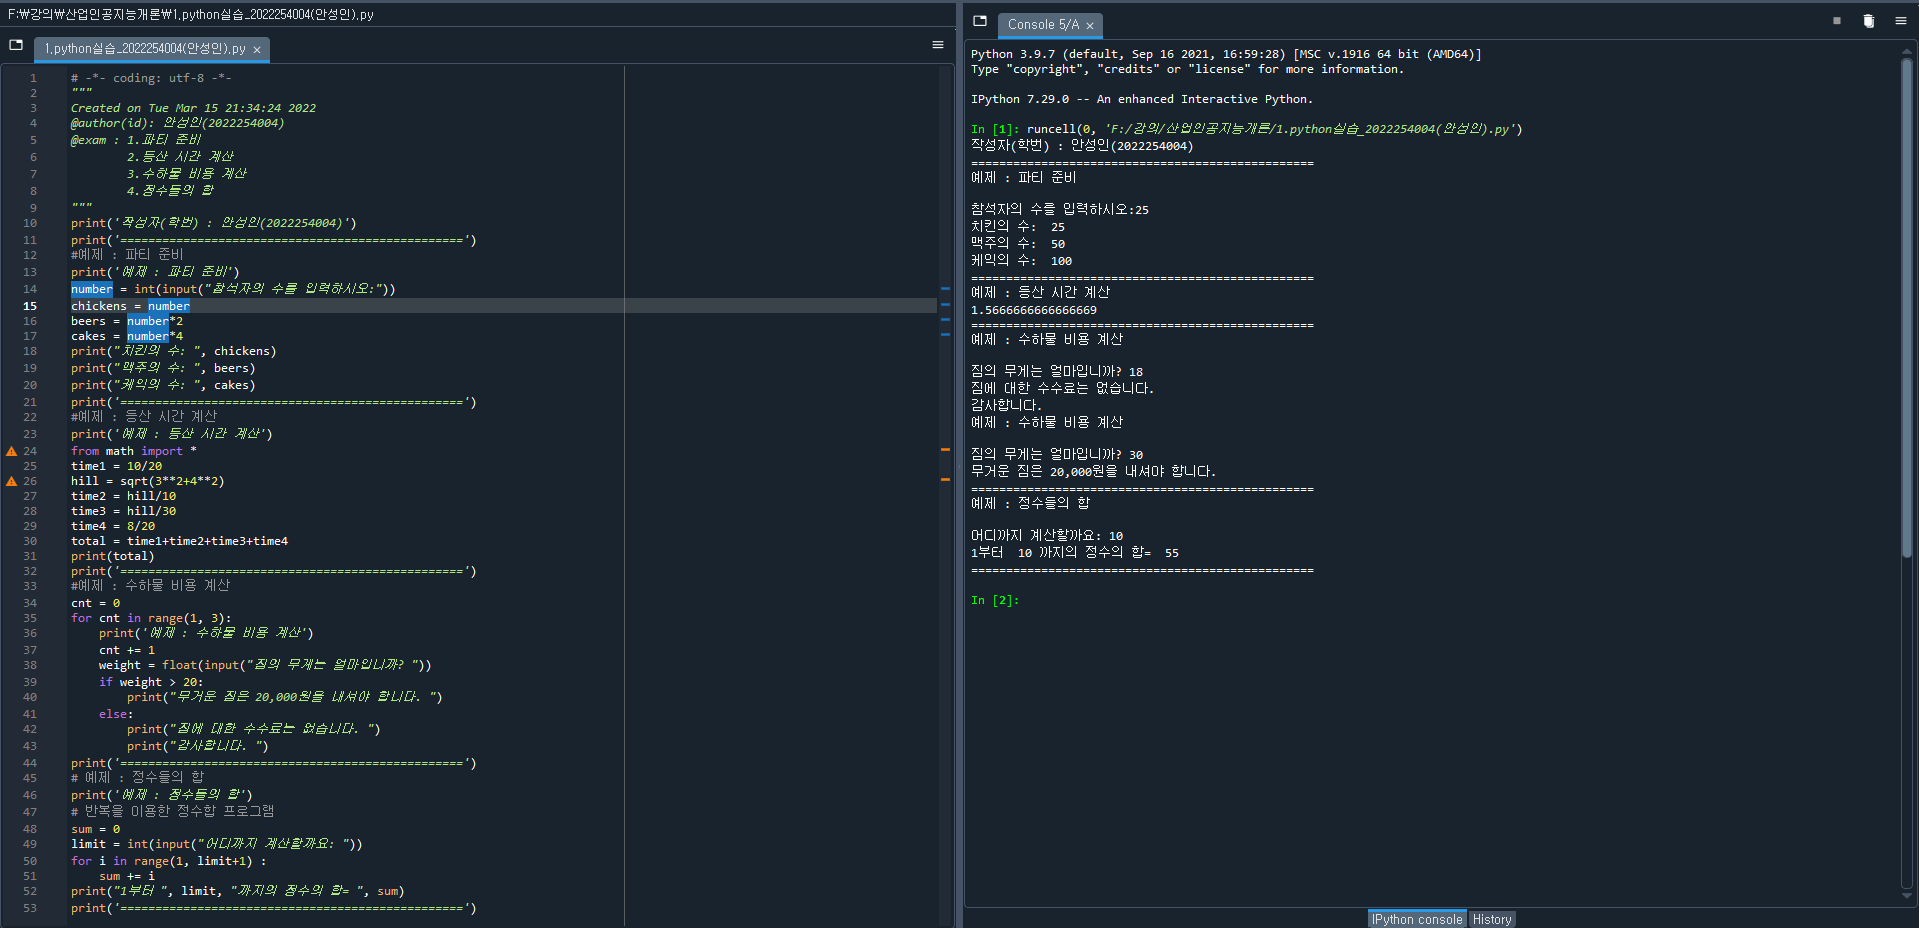 F:₩강의₩산업인공지능개론₩1.python실습_2022254004(안성인).py
1.python실습_2022254004(안성인).py ×
1 # -*- coding: utf-8 -*-
2 """
3 Created on Tue Mar 15 21:34:24 2022
4 @author(id): 안성인(2022254004)
5 @exam : 1.파티 준비
6         2.등산 시간 계산
7         3.수하물 비용 계산
8         4.정수들의 합
9 """
10 print('작성자(학번) : 안성인(2022254004)')
11 print('=================================================')
12 #예제 : 파티 준비
13 print('예제 : 파티 준비')
14 number = int(input("참석자의 수를 입력하시오:"))
15 chickens = number
16 beers = number*2
17 cakes = number*4
18 print("치킨의 수: ", chickens)
19 print("맥주의 수: ", beers)
20 print("케익의 수: ", cakes)
21 print('=================================================')
22 #예제 : 등산 시간 계산
23 print('예제 : 등산 시간 계산')
24 from math import *
25 time1 = 10/20
26 hill = sqrt(3**2+4**2)
27 time2 = hill/10
28 time3 = hill/30
29 time4 = 8/20
30 total = time1+time2+time3+time4
31 print(total)
32 print('=================================================')
33 #예제 : 수하물 비용 계산
34 cnt = 0
35 for cnt in range(1, 3):
36     print('예제 : 수하물 비용 계산')
37     cnt += 1
38     weight = float(input("짐의 무게는 얼마입니까? "))
39     if weight > 20:
40         print("무거운 짐은 20,000원을 내셔야 합니다. ")
41     else:
42         print("짐에 대한 수수료는 없습니다. ")
43         print("감사합니다. ")
44 print('=================================================')
45 # 예제 : 정수들의 합
46 print('예제 : 정수들의 합')
47 # 반복을 이용한 정수합 프로그램
48 sum = 0
49 limit = int(input("어디까지 계산할까요: "))
50 for i in range(1, limit+1) :
51     sum += i
52 print("1부터 ", limit, "까지의 정수의 합= ", sum)
53 print('=================================================')
Console 5/A ×
Python 3.9.7 (default, Sep 16 2021, 16:59:28) [MSC v.1916 64 bit (AMD64)]
Type "copyright", "credits" or "license" for more information.
IPython 7.29.0 -- An enhanced Interactive Python.
In [1]: runcell(0, 'F:/강의/산업인공지능개론/1.python실습_2022254004(안성인).py')
작성자(학번) : 안성인(2022254004)
=================================================
예제 : 파티 준비
참석자의 수를 입력하시오:25
치킨의 수:  25
맥주의 수:  50
케익의 수:  100
=================================================
예제 : 등산 시간 계산
1.5666666666666669
=================================================
예제 : 수하물 비용 계산
짐의 무게는 얼마입니까? 18
짐에 대한 수수료는 없습니다.
감사합니다.
예제 : 수하물 비용 계산
짐의 무게는 얼마입니까? 30
무거운 짐은 20,000원을 내셔야 합니다.
=================================================
예제 : 정수들의 합
어디까지 계산할까요: 10
1부터  10 까지의 정수의 합=  55
=================================================
In [2]:
IPython console History